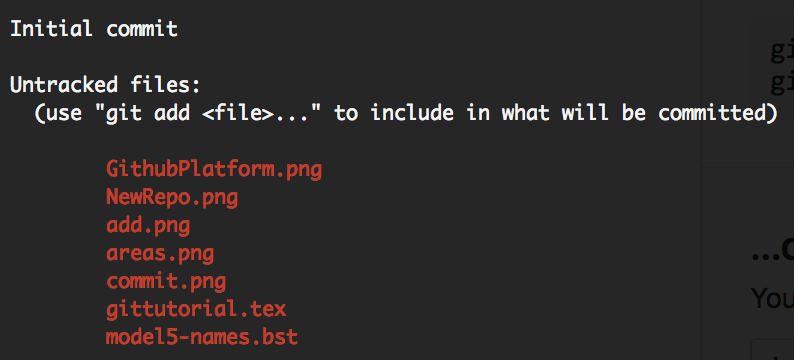 Initial commit
Untracked files:
(use "git add <file>..." to include in what will be committed)
GithubPlatform.png
NewRepo.png
add.png
areas.png
commit.png
gittutorial.tex
model5-names.bst
gi
gi
...
You